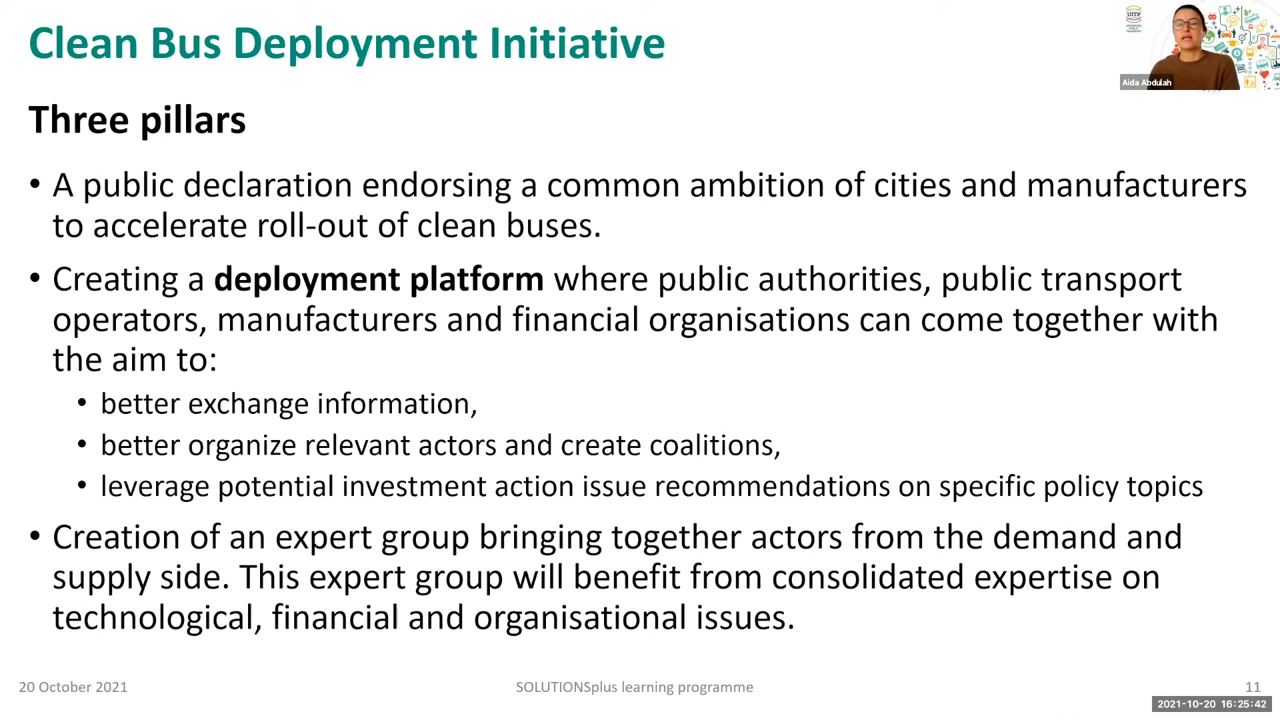 Clean Bus Deployment Initiative
UITP
Aida Abdulah
Three pillars
• A public declaration endorsing a common ambition of cities and manufacturers
to accelerate roll-out of clean buses.
• Creating a deployment platform where public authorities, public transport
operators, manufacturers and financial organisations can come together with
the aim to:
• better exchange information,
• better organize relevant actors and create coalitions,
• leverage potential investment action issue recommendations on specific policy topics
• Creation of an expert group bringing together actors from the demand and
supply side. This expert group will benefit from consolidated expertise on
technological, financial and organisational issues.
20 October 2021
SOLUTIONSplus learning programme
11
2021-10-20 16:25:42